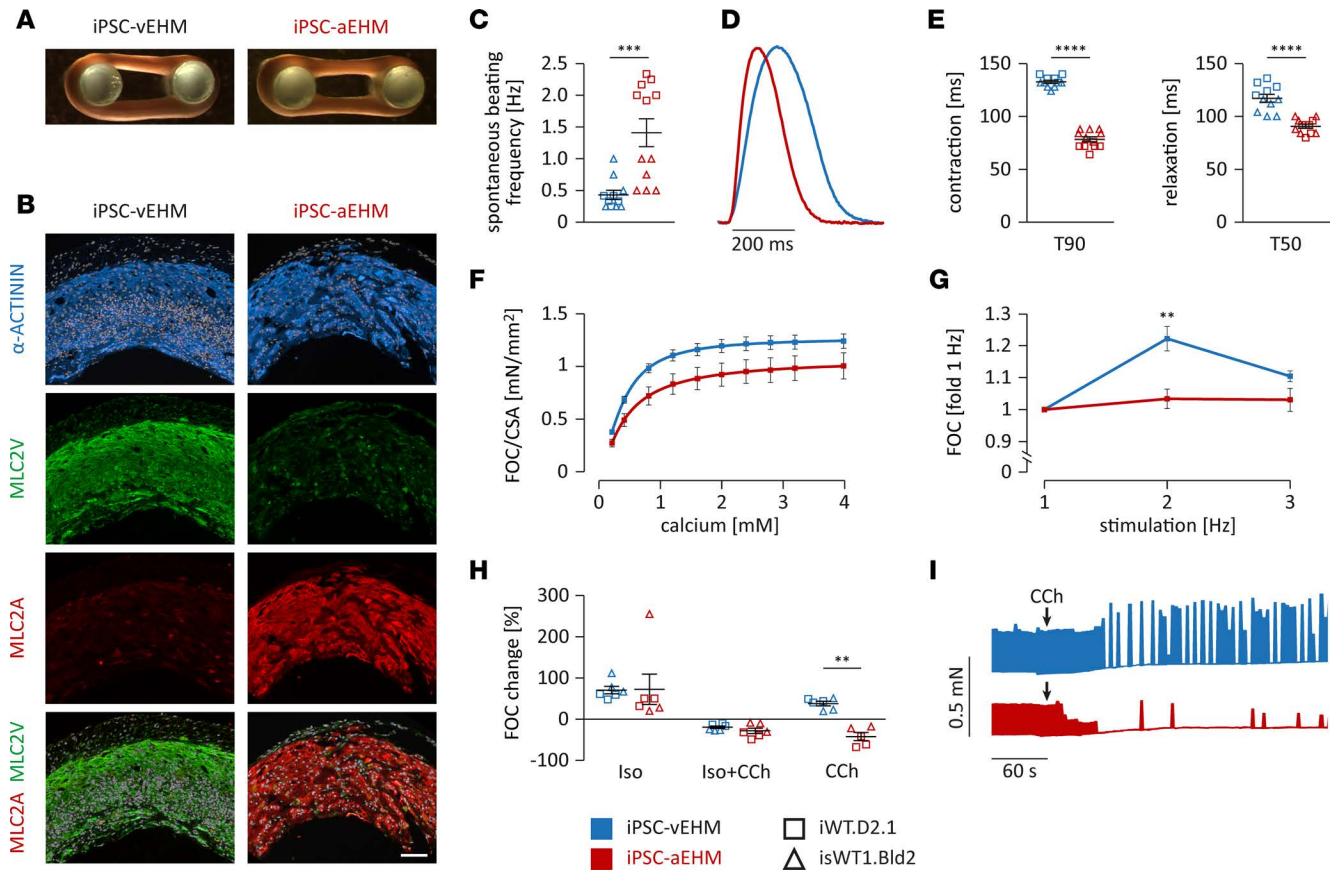 A
iPSC-vEHM
iPSC-aEHM
B
iPSC-vEHM
iPSC-aEHM
α-ACTININ
MLC2V
MLC2A
MLC2A MLC2V
C
spontaneous beating
frequency [Hz]
2.5
2.0
1.5
1.0
0.5
0
***
D
200 ms
E
contraction [ms]
150
100
50
0
****
T90
relaxation [ms]
150
100
50
0
****
T50
F
FOC/CSA [mN/mm²]
1.5
1
0.5
0
0 1 2 3 4
calcium [mM]
G
FOC [fold 1 Hz]
1.3
1.2
1.1
1
0.9
0
**
1 2 3
stimulation [Hz]
H
FOC change [%]
300
200
100
0
-100
**
Iso Iso+CCh CCh
I
CCh
0.5 mN
60 s
iPSC-vEHM
iPSC-aEHM
iWT.D2.1
isWT1.Bld2